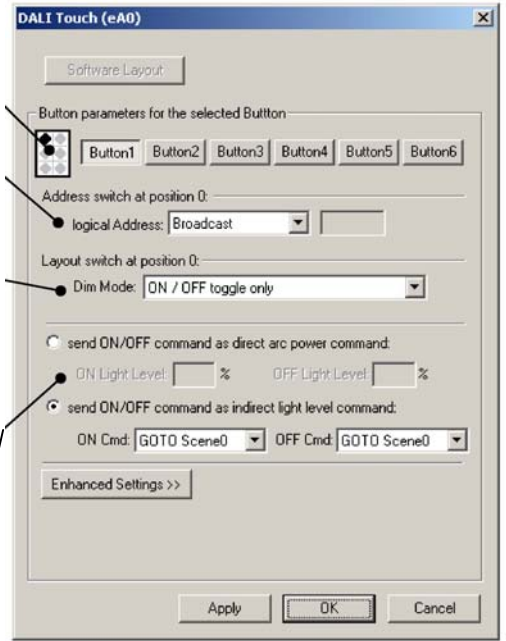 DALI Touch (eA0)
Software Layout
Button parameters for the selected Buttton
Button1 Button2 Button3 Button4 Button5 Button6
Address switch at position 0:
logical Address: Broadcast
Layout switch at position 0:
Dim Mode: ON / OFF toggle only
send ON/OFF command as direct arc power command:
ON Light Level: % OFF Light Level: %
send ON/OFF command as indirect light level command:
ON Cmd: GOTO Scene0 OFF Cmd: GOTO Scene0
Enhanced Settings >>
Apply OK Cancel